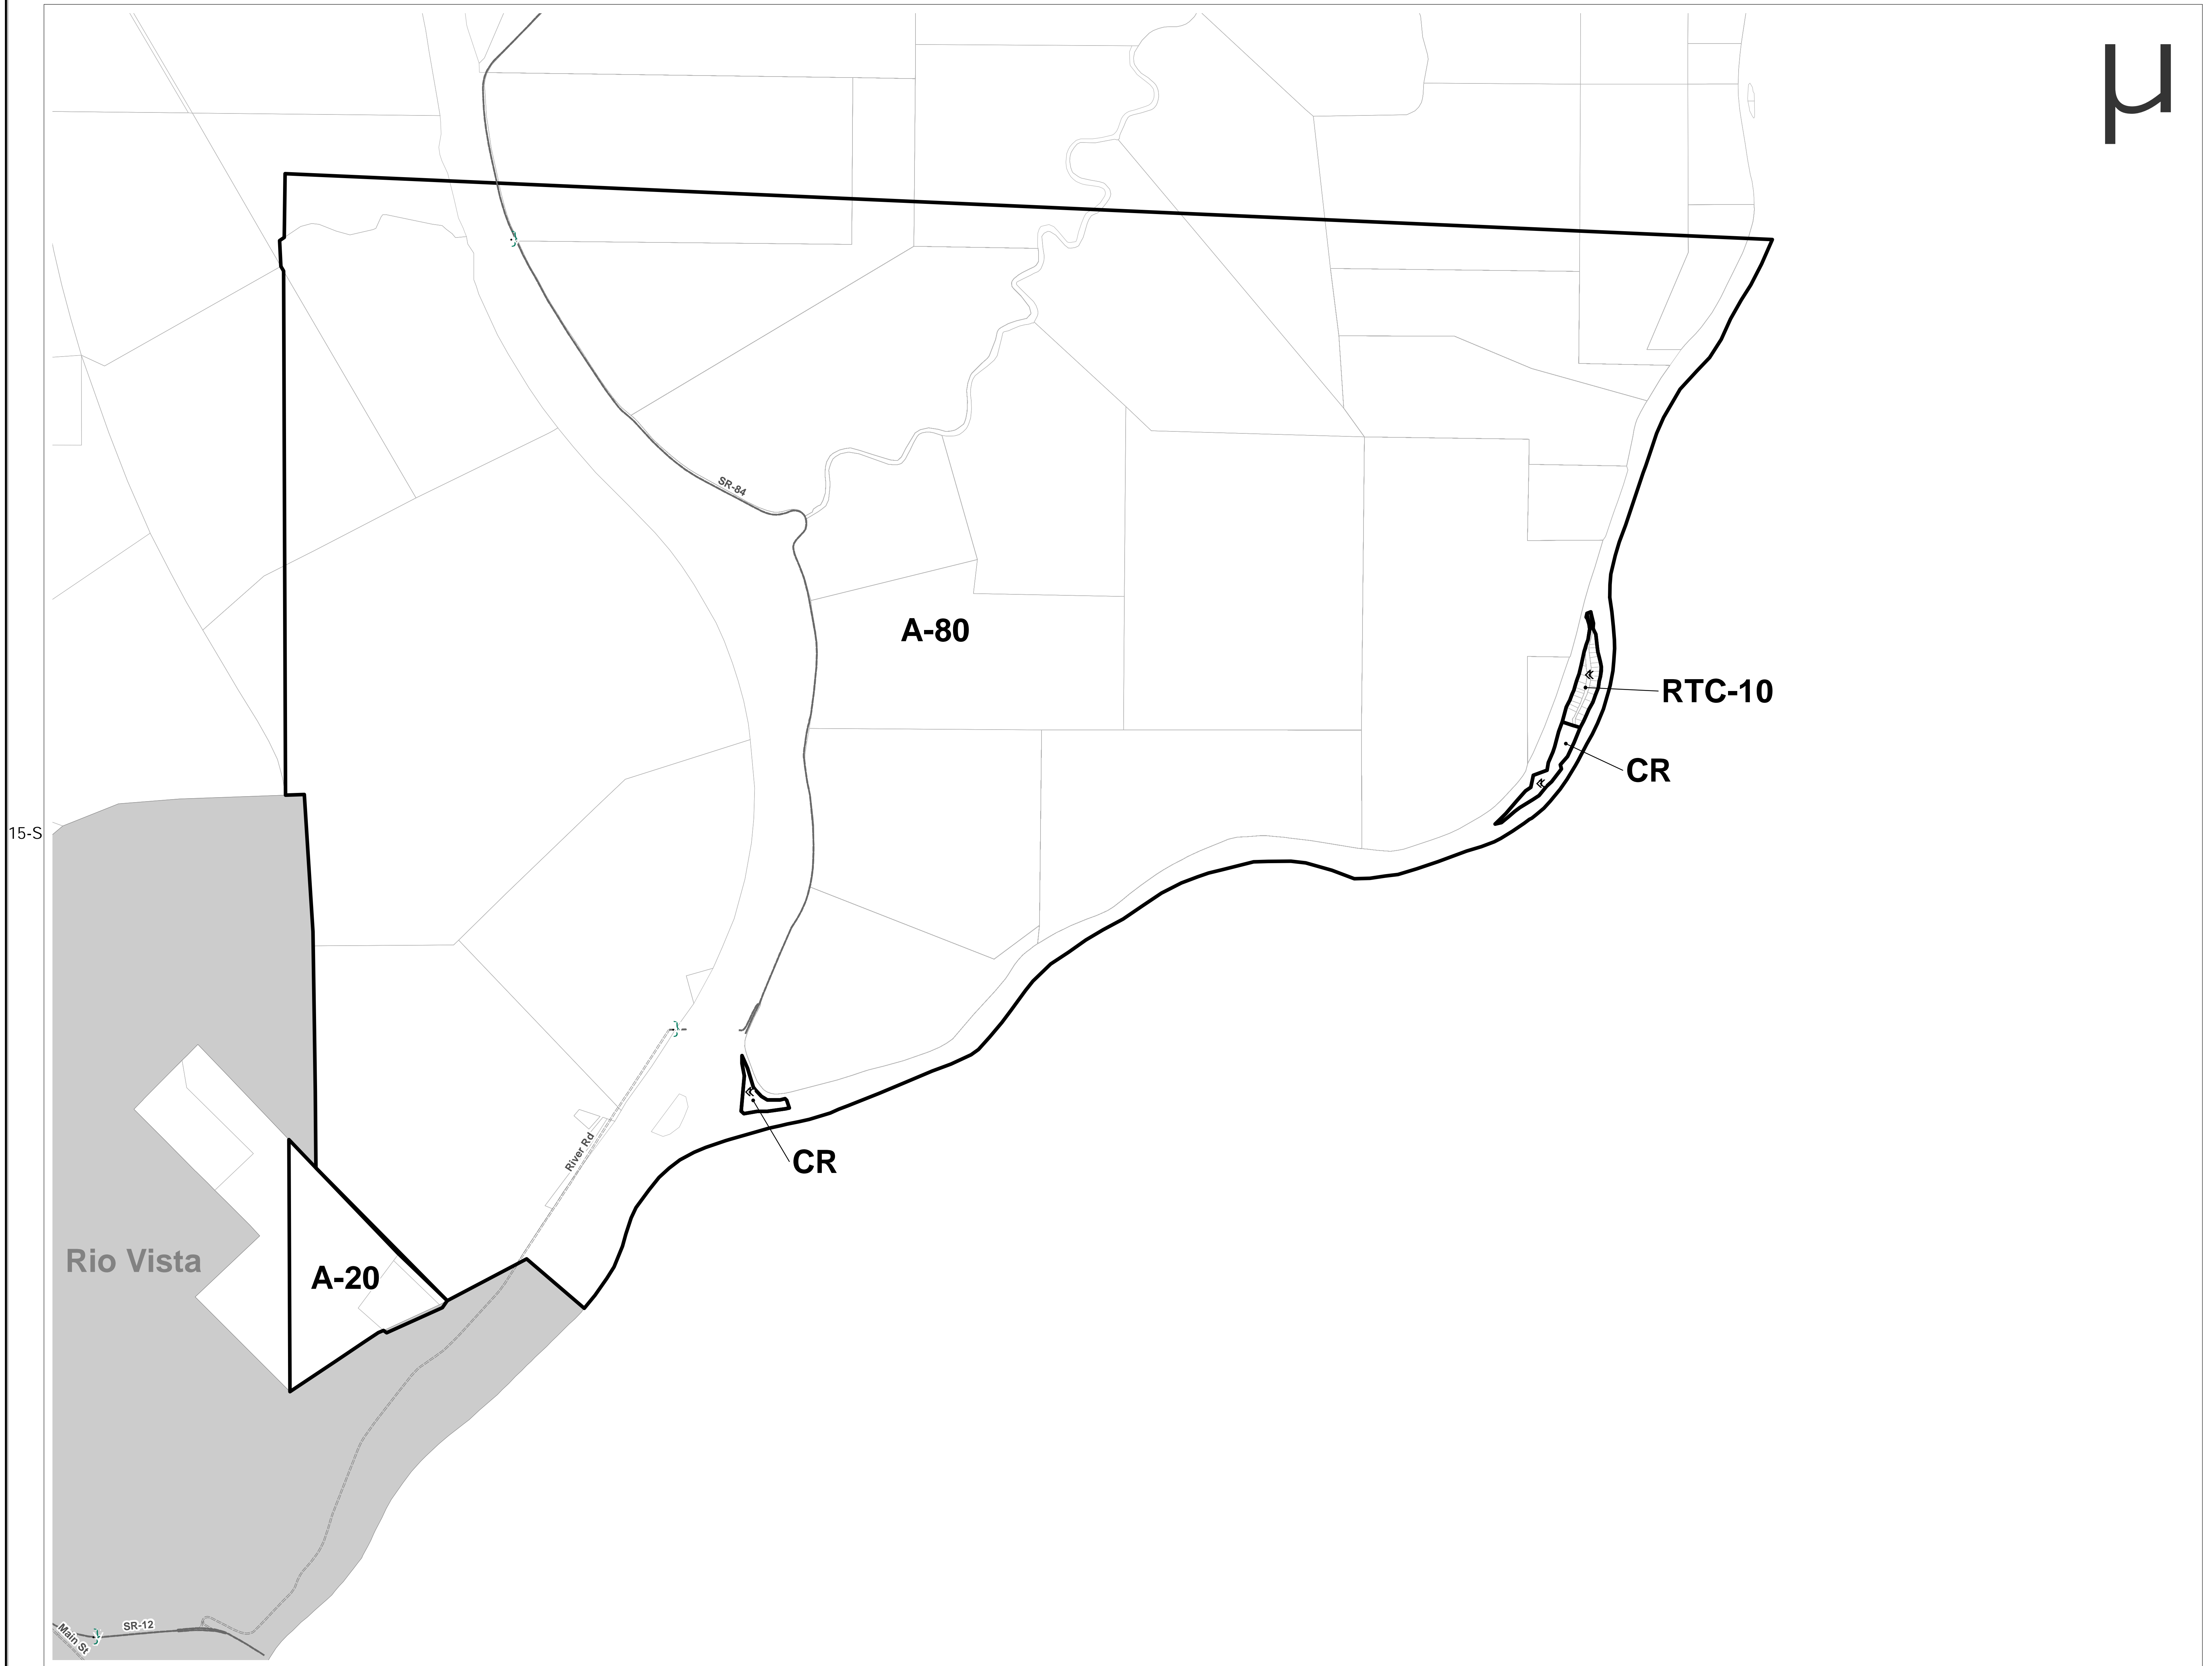 µ
SR-84
A-80
RTC-10
CR
15-S
River Rd
CR
Rio Vista
A-20
SR-12
Main St